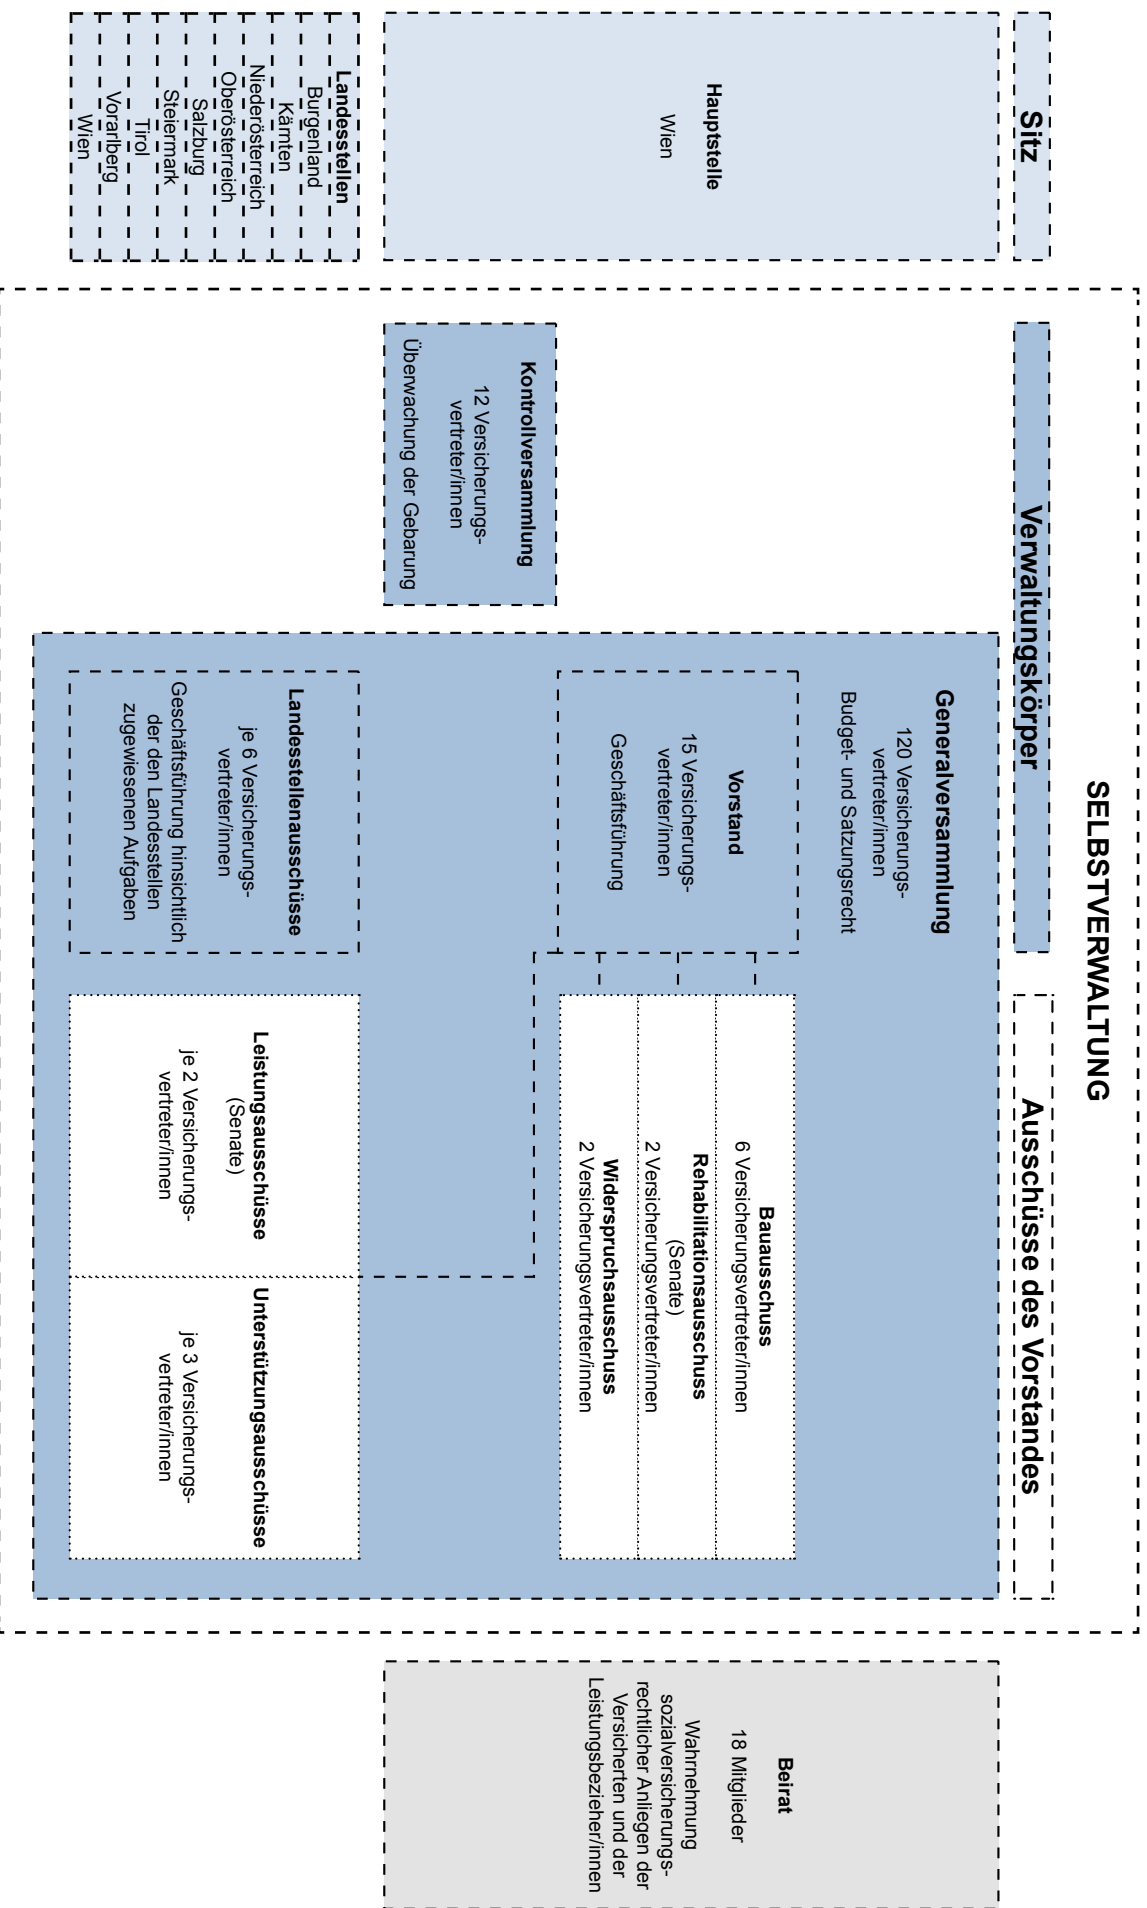 SELBSTVERWALTUNG
Sitz
Verwaltungskörper
Ausschüsse des Vorstandes
Hauptstelle
Wien
Landesstellen
Burgenland
Kärnten
Niederösterreich
Oberösterreich
Salzburg
Steiermark
Tirol
Vorarlberg
Wien
Kontrollversammlung
12 Versicherungs-
vertreter/innen
Überwachung der Gebarung
Generalversammlung
120 Versicherungs-
vertreter/innen
Budget- und Satzungsrecht
Vorstand
15 Versicherungs-
vertreter/innen
Geschäftsführung
Landesstellenausschüsse
je 6 Versicherungs-
vertreter/innen
Geschäftsführung hinsichtlich
der den Landesstellen
zugewiesenen Aufgaben
Bauausschuss
6 Versicherungsvertreter/innen
Rehabilitationsausschuss
(Senate)
2 Versicherungsvertreter/innen
Widerspruchsausschuss
2 Versicherungsvertreter/innen
Leistungsausschüsse
(Senate)
je 2 Versicherungs-
vertreter/innen
Unterstützungsausschüsse
je 3 Versicherungs-
vertreter/innen
Beirat
18 Mitglieder
Wahrnehmung
sozialversicherungs-
rechtlicher Anliegen der
Versicherten und der
Leistungsbezieher/innen